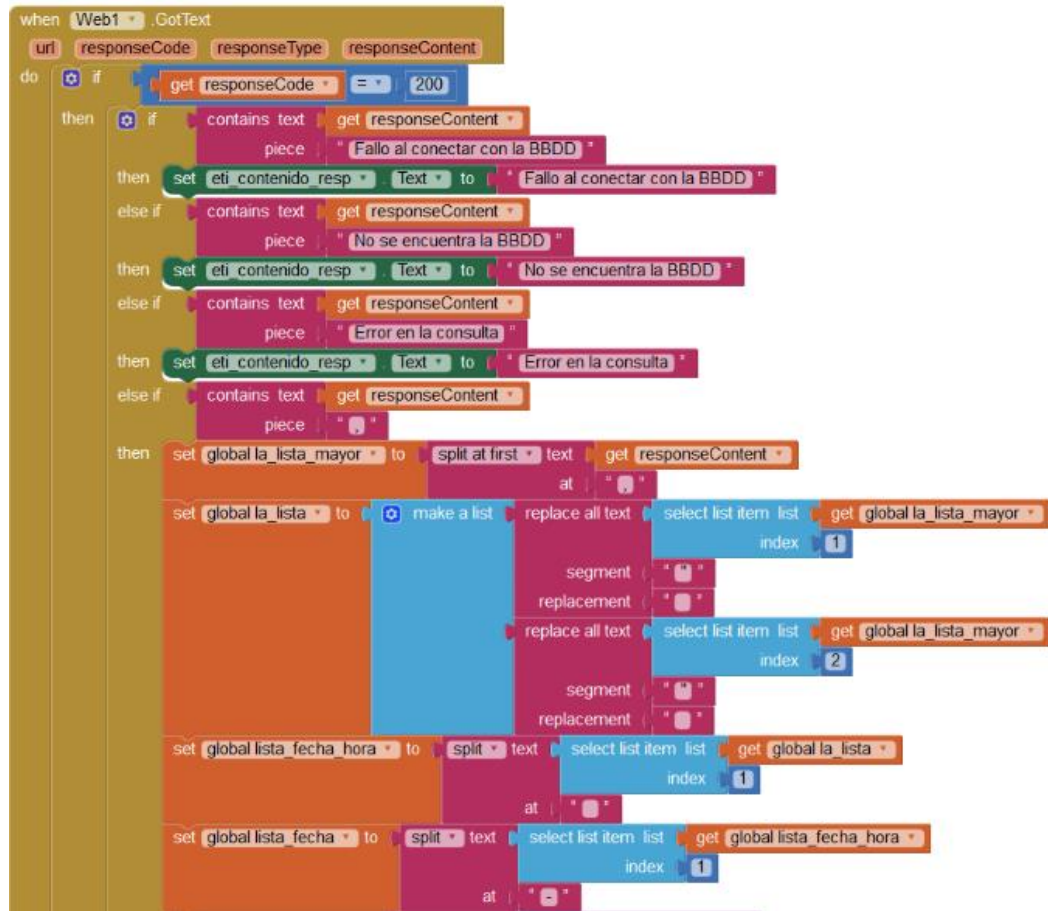 when Web1 .GotText
url responseCode responseType responseContent
do if get responseCode = 200
then if contains text get responseContent
piece " Fallo al conectar con la BBDD "
then set eti_contenido_resp . Text to " Fallo al conectar con la BBDD "
else if contains text get responseContent
piece " No se encuentra la BBDD "
then set eti_contenido_resp . Text to " No se encuentra la BBDD "
else if contains text get responseContent
piece " Error en la consulta "
then set eti_contenido_resp . Text to " Error en la consulta "
else if contains text get responseContent
piece " , "
then set global la_lista_mayor to split at first text get responseContent
at " , "
set global la_lista to make a list replace all text select list item list get global la_lista_mayor
index 1
segment " " "
replacement " "
replace all text select list item list get global la_lista_mayor
index 2
segment " " "
replacement " "
set global lista_fecha_hora to split text select list item list get global la_lista
index 1
at " "
set global lista_fecha to split text select list item list get global lista_fecha_hora
index 1
at " - "